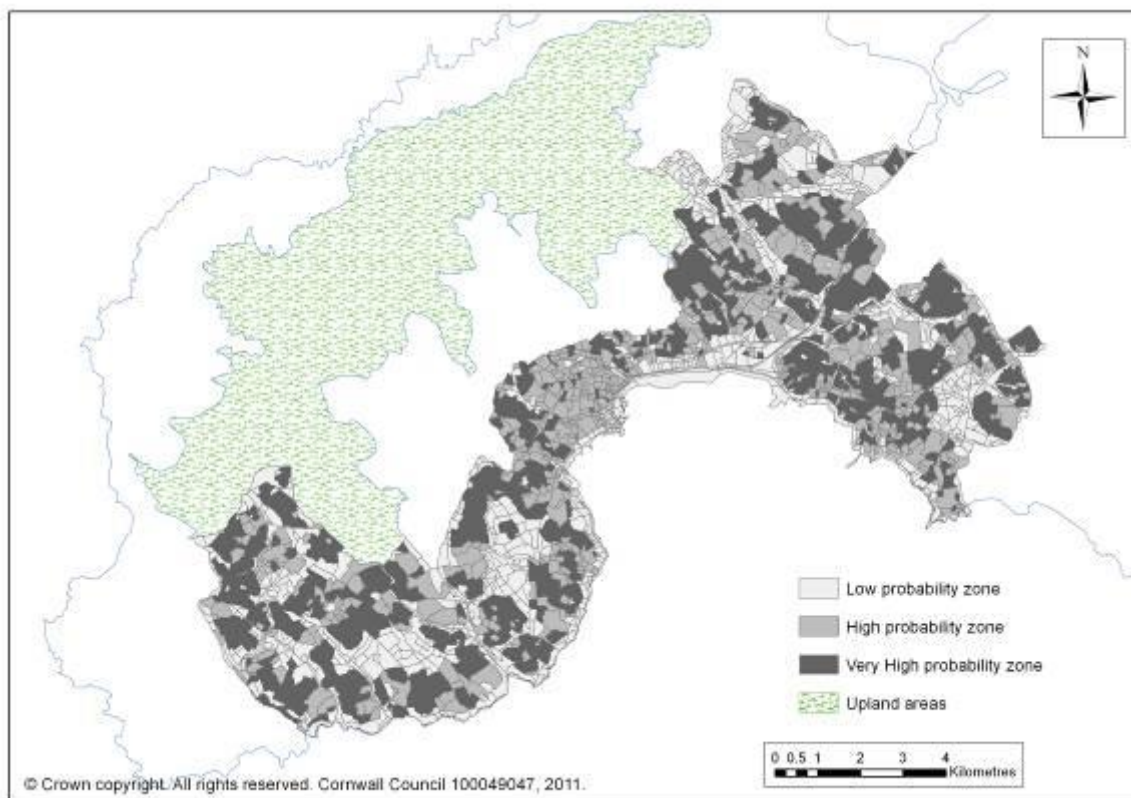 N
Low probability zone
High probability zone
Very High probability zone
Upland areas
0 0.5 1 2 3 4
Kilometres
© Crown copyright. All rights reserved. Cornwall Council 100049047, 2011.